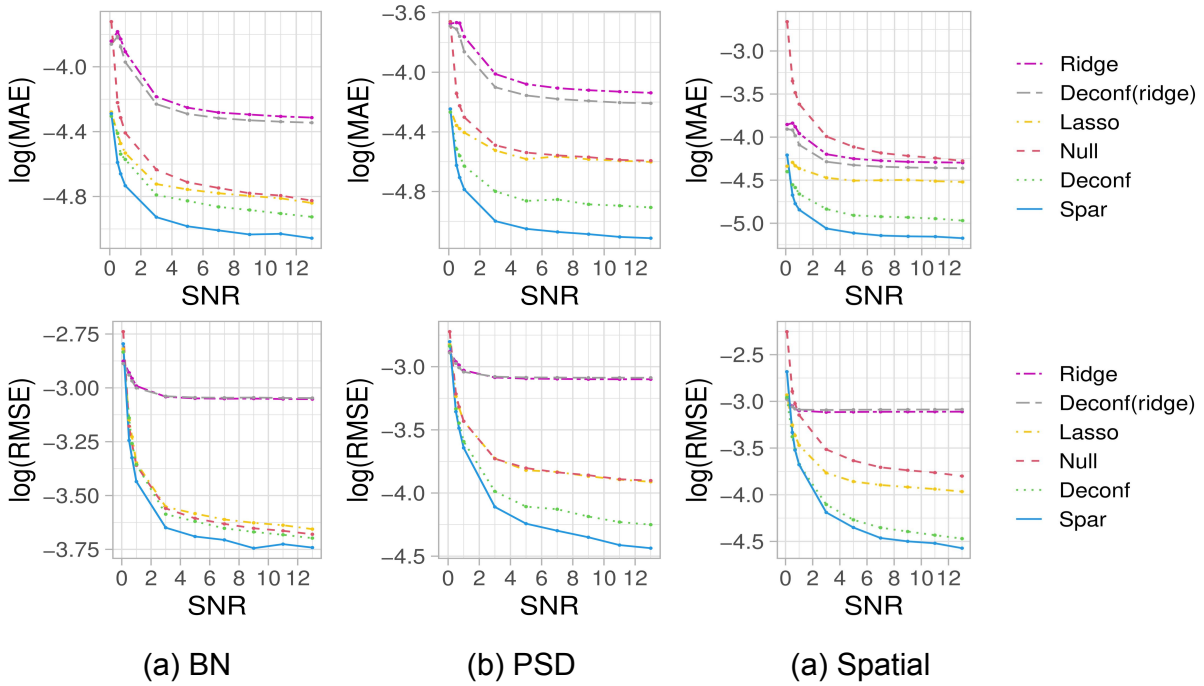 log(MAE)
−4.0
−4.4
−4.8
0
2
4
6
8
10
12
SNR
log(MAE)
−3.6
−4.0
−4.4
−4.8
0
2
4
6
8
10
12
SNR
log(MAE)
−3.0
−3.5
−4.0
−4.5
−5.0
0
2
4
6
8
10
12
SNR
Ridge
Deconf(ridge)
Lasso
Null
Deconf
Spar
log(RMSE)
−2.75
−3.00
−3.25
−3.50
−3.75
0
2
4
6
8
10
12
SNR
log(RMSE)
−3.0
−3.5
−4.0
−4.5
0
2
4
6
8
10
12
SNR
log(RMSE)
−2.5
−3.0
−3.5
−4.0
−4.5
0
2
4
6
8
10
12
SNR
Ridge
Deconf(ridge)
Lasso
Null
Deconf
Spar
(a) BN
(b) PSD
(a) Spatial